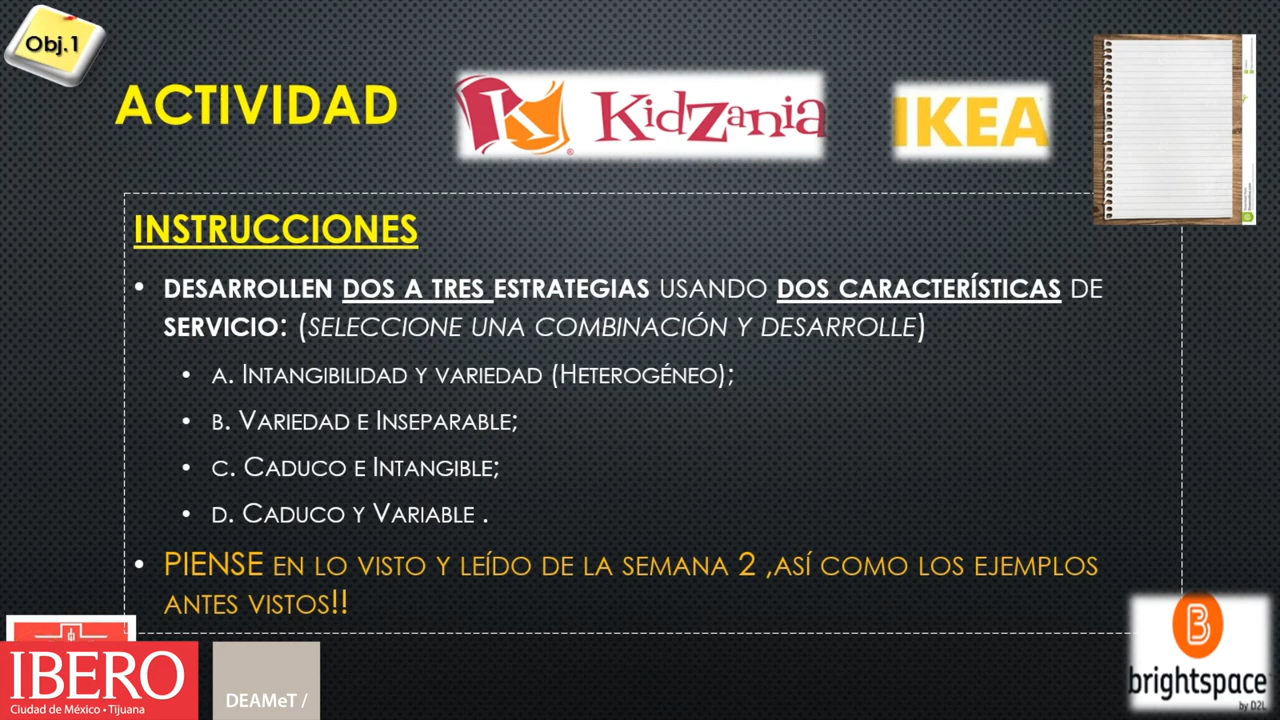 Obj.1
ACTIVIDAD
KidZania
IKEA
INSTRUCCIONES
• DESARROLLEN DOS A TRES ESTRATEGIAS USANDO DOS CARACTERÍSTICAS DE
SERVICIO: (SELECCIONE UNA COMBINACIÓN Y DESARROLLE)
• A. INTANGIBILIDAD Y VARIEDAD (HETEROGÉNEO);
• B. VARIEDAD E INSEPARABLE;
• C. CADUCO E INTANGIBLE;
• D. CADUCO Y VARIABLE .
• PIENSE EN LO VISTO Y LEÍDO DE LA SEMANA 2 ,ASÍ COMO LOS EJEMPLOS
ANTES VISTOS!!
IBERO
Ciudad de México • Tijuana
DEAMeT /
brightspace
by D2L